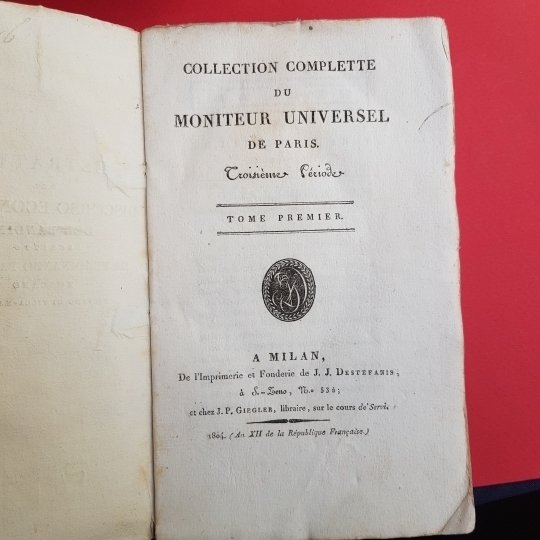 COLLECTION COMPLETTE
DU
MONITEUR UNIVERSEL
DE PARIS.
Troisième Période
TOME PREMIER.
A MILAN,
De l'Imprimerie et Fonderie de J. J. DESTEFANIS;
à S.-Zeno, N.o 534;
et chez J. P. GIEGLER, libraire, sur le cours de' Servi.
1804. (An XII de la République Française.)